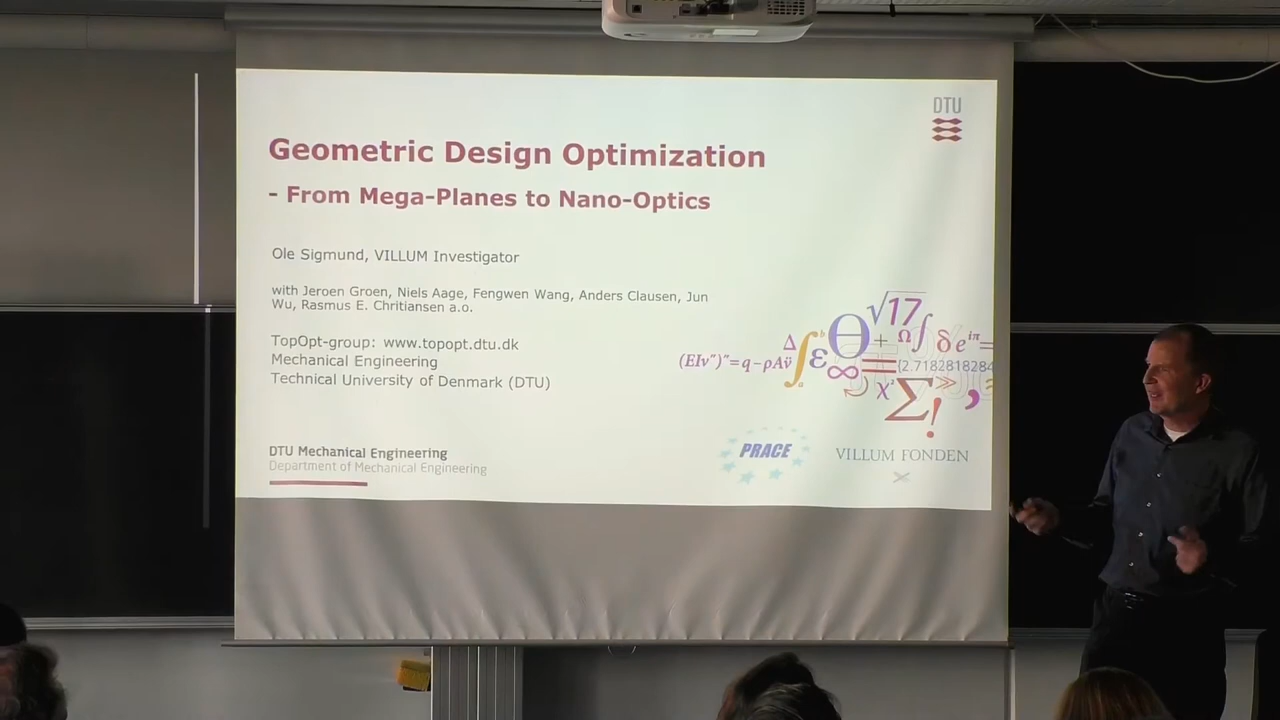 DTU
Geometric Design Optimization
- From Mega-Planes to Nano-Optics
Ole Sigmund, VILLUM Investigator
with Jeroen Groen, Niels Aage, Fengwen Wang, Anders Clausen, Jun
Wu, Rasmus E. Chritiansen a.o.
TopOpt-group: www.topopt.dtu.dk
Mechanical Engineering
Technical University of Denmark (DTU)
(EIv")"=q-ρAv̈
Δ ∫ b a ε Θ ∞ + √17 Ω ∫ δ e^iπ =
{2.7182818284
χ² Σ ! ≫ ,
DTU Mechanical Engineering
Department of Mechanical Engineering
PRACE
VILLUM FONDEN